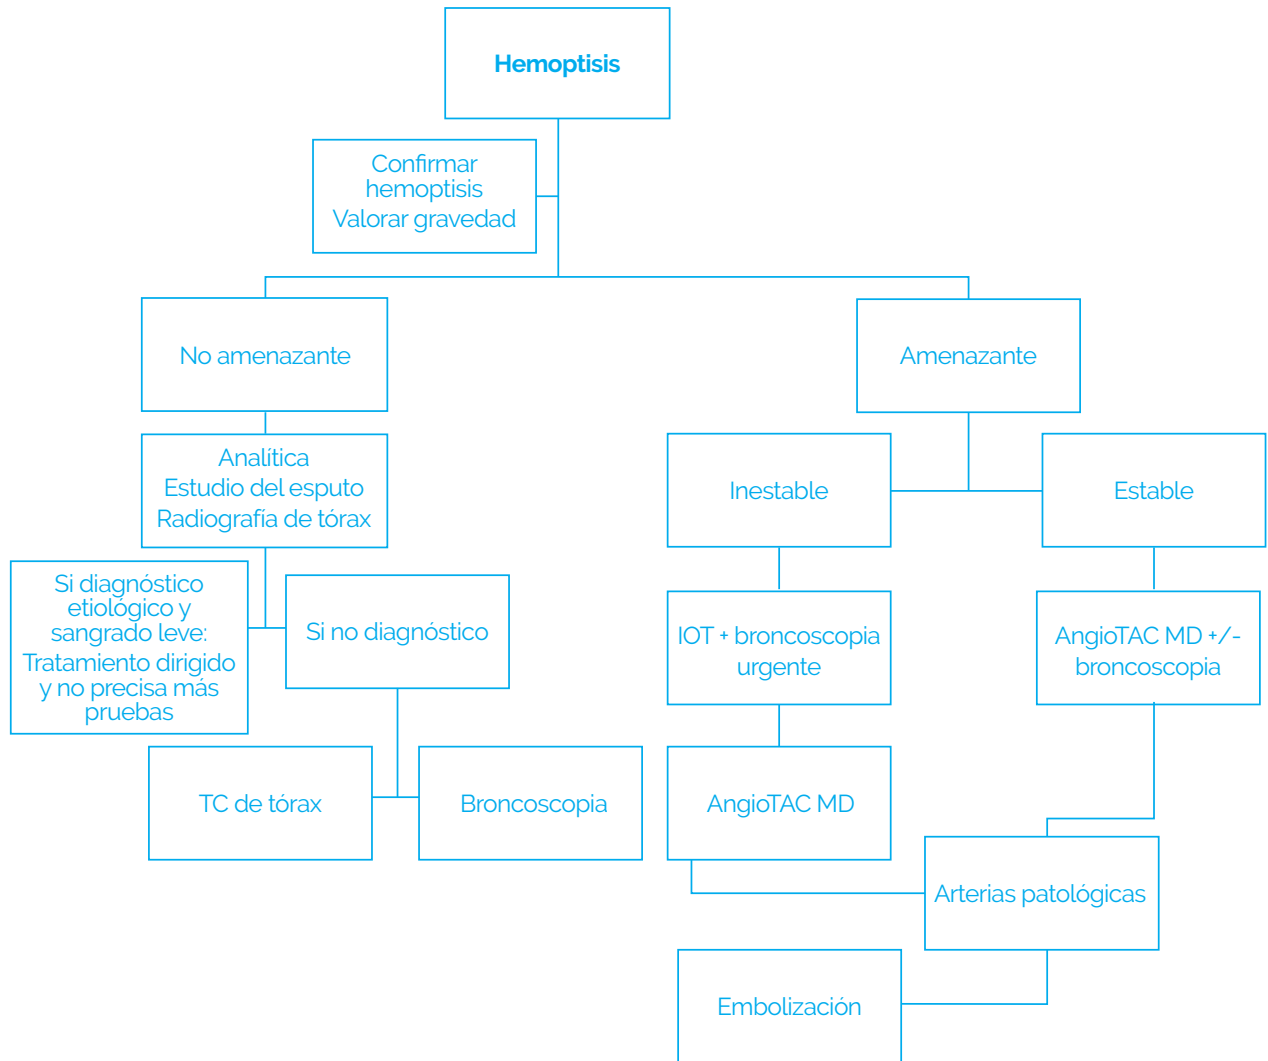 Hemoptisis
Confirmar
hemoptisis
Valorar gravedad
No amenazante
Amenazante
Analítica
Estudio del esputo
Radiografía de tórax
Inestable
Estable
Si diagnóstico
etiológico y
sangrado leve:
Tratamiento dirigido
y no precisa más
pruebas
Si no diagnóstico
IOT + broncoscopia
urgente
AngioTAC MD +/-
broncoscopia
TC de tórax
Broncoscopia
AngioTAC MD
Arterias patológicas
Embolización